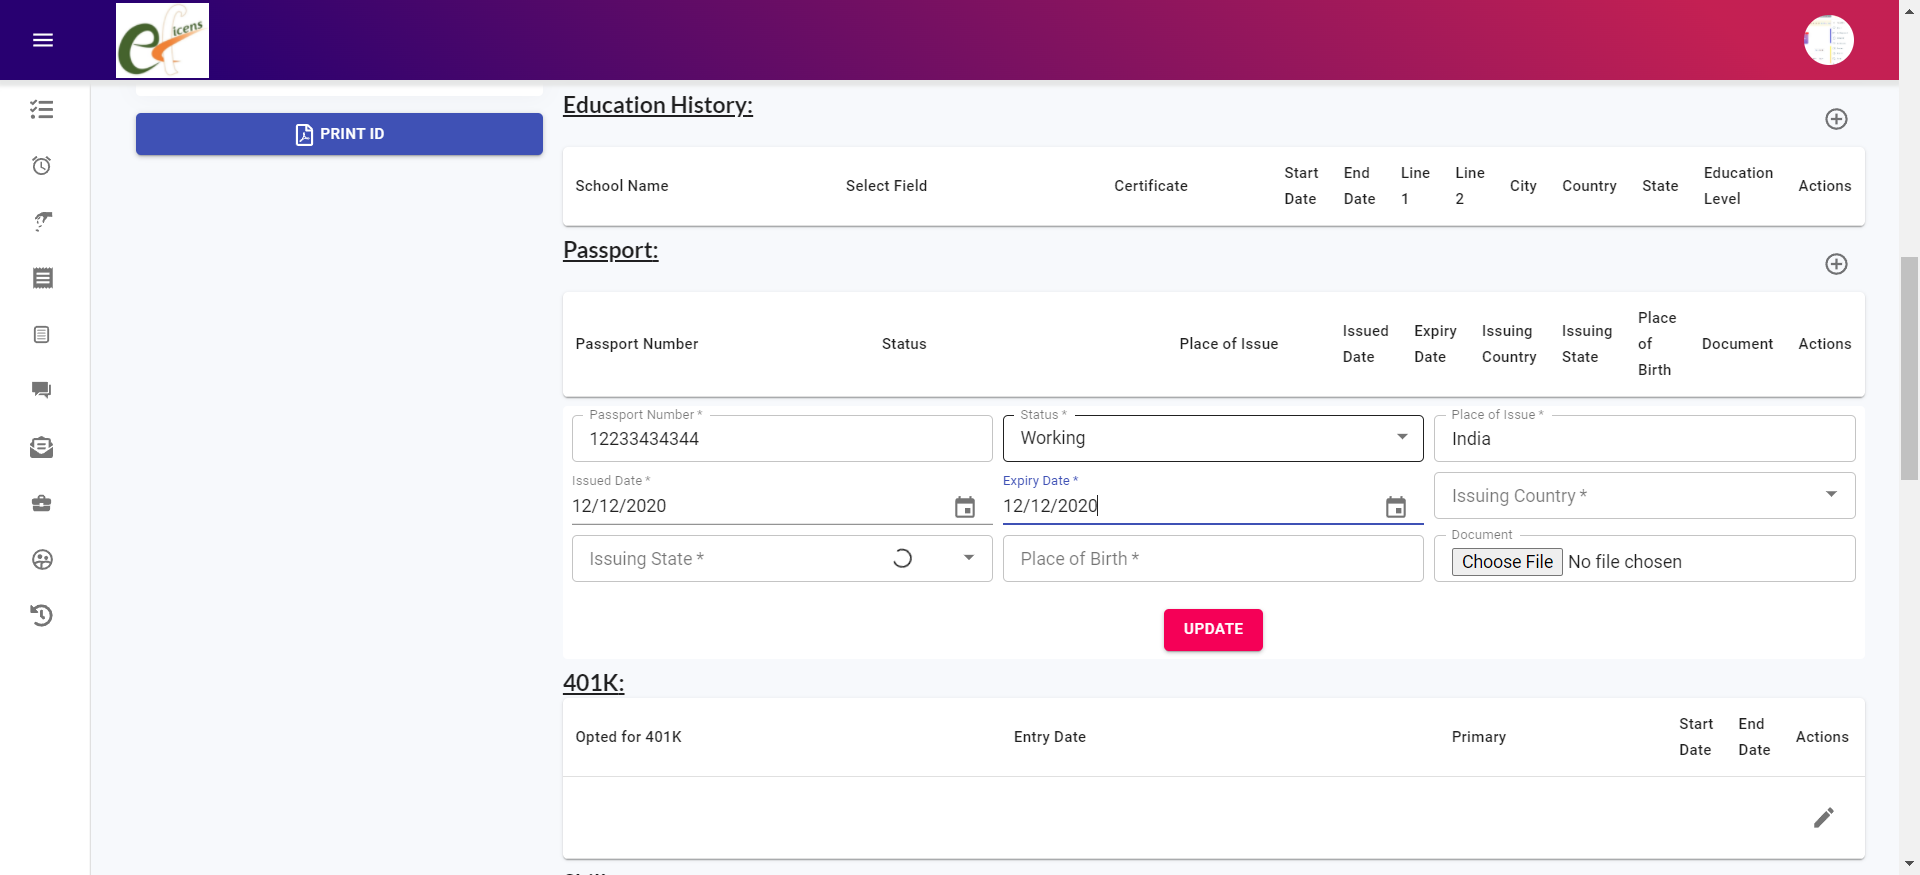 icens
PRINT ID
Education History:
School Name
Select Field
Certificate
Start Date
End Date
Line 1
Line 2
City
Country
State
Education Level
Actions
Passport:
Passport Number
Status
Place of Issue
Issued Date
Expiry Date
Issuing Country
Issuing State
Place of Birth
Document
Actions
Passport Number *
12233434344
Status *
Working
Place of Issue *
India
Issued Date *
12/12/2020
Expiry Date *
12/12/2020
Issuing Country *
Issuing State *
Place of Birth *
Document
Choose File No file chosen
UPDATE
401K:
Opted for 401K
Entry Date
Primary
Start Date
End Date
Actions